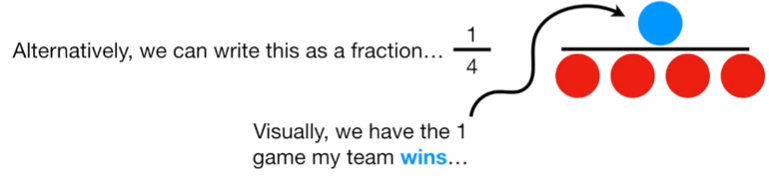 Alternatively, we can write this as a fraction... 1
4
Visually, we have the 1
game my team wins...